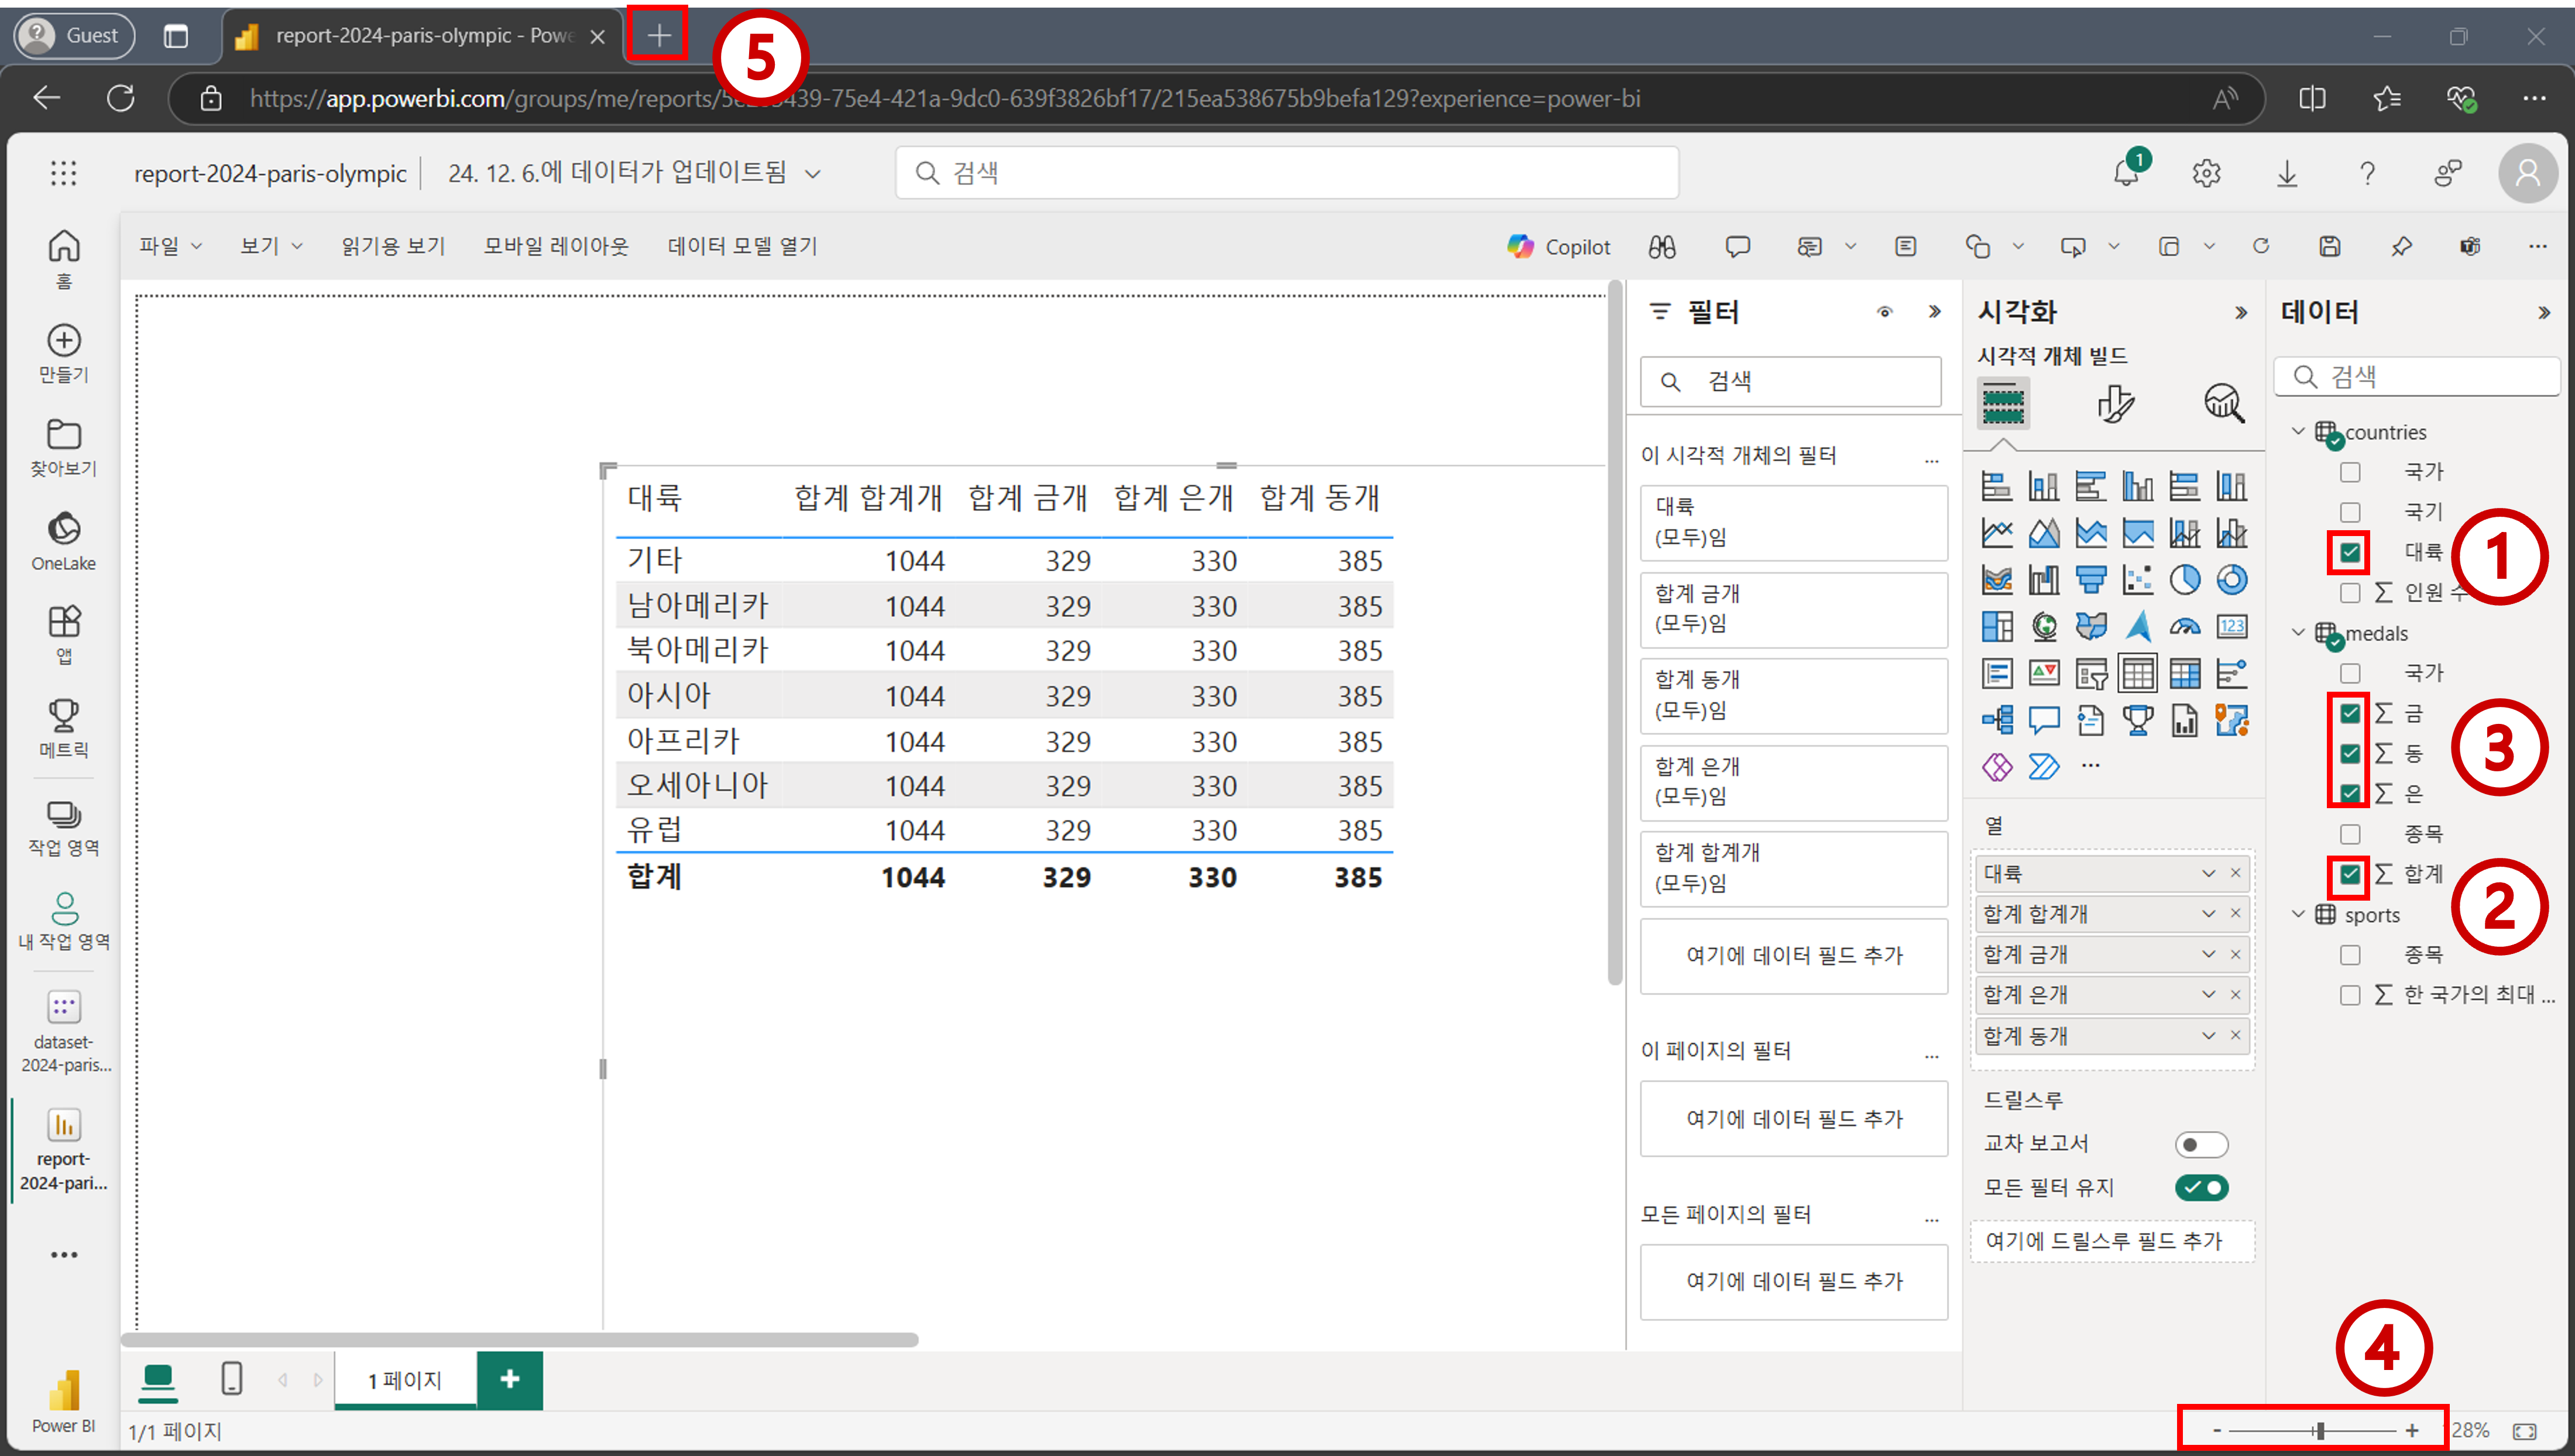 Guest
report-2024-paris-olympic - Powe
5
https://app.powerbi.com/groups/me/reports/5e2c5439-75e4-421a-9dc0-639f3826bf17/215ea538675b9befa129?experience=power-bi
report-2024-paris-olympic
24. 12. 6.에 데이터가 업데이트됨
검색
1
파일
보기
읽기용 보기
모바일 레이아웃
데이터 모델 열기
Copilot
홈
만들기
찾아보기
OneLake
앱
메트릭
작업 영역
내 작업 영역
dataset-
2024-paris...
report-
2024-pari...
Power BI
대륙 합계 합계개 합계 금개 합계 은개 합계 동개
기타 1044 329 330 385
남아메리카 1044 329 330 385
북아메리카 1044 329 330 385
아시아 1044 329 330 385
아프리카 1044 329 330 385
오세아니아 1044 329 330 385
유럽 1044 329 330 385
합계 1044 329 330 385
필터
검색
이 시각적 개체의 필터 ...
대륙
(모두)임
합계 금개
(모두)임
합계 동개
(모두)임
합계 은개
(모두)임
합계 합계개
(모두)임
여기에 데이터 필드 추가
이 페이지의 필터 ...
여기에 데이터 필드 추가
모든 페이지의 필터 ...
여기에 데이터 필드 추가
시각화
시각적 개체 빌드
123
...
열
대륙
합계 합계개
합계 금개
합계 은개
합계 동개
드릴스루
교차 보고서
모든 필터 유지
여기에 드릴스루 필드 추가
데이터
검색
countries
국가
국기
대륙
1
인원 수
medals
국가
금
동
3
은
종목
합계
2
sports
종목
한 국가의 최대 ...
4
1 페이지
+
1/1 페이지
- + 28%